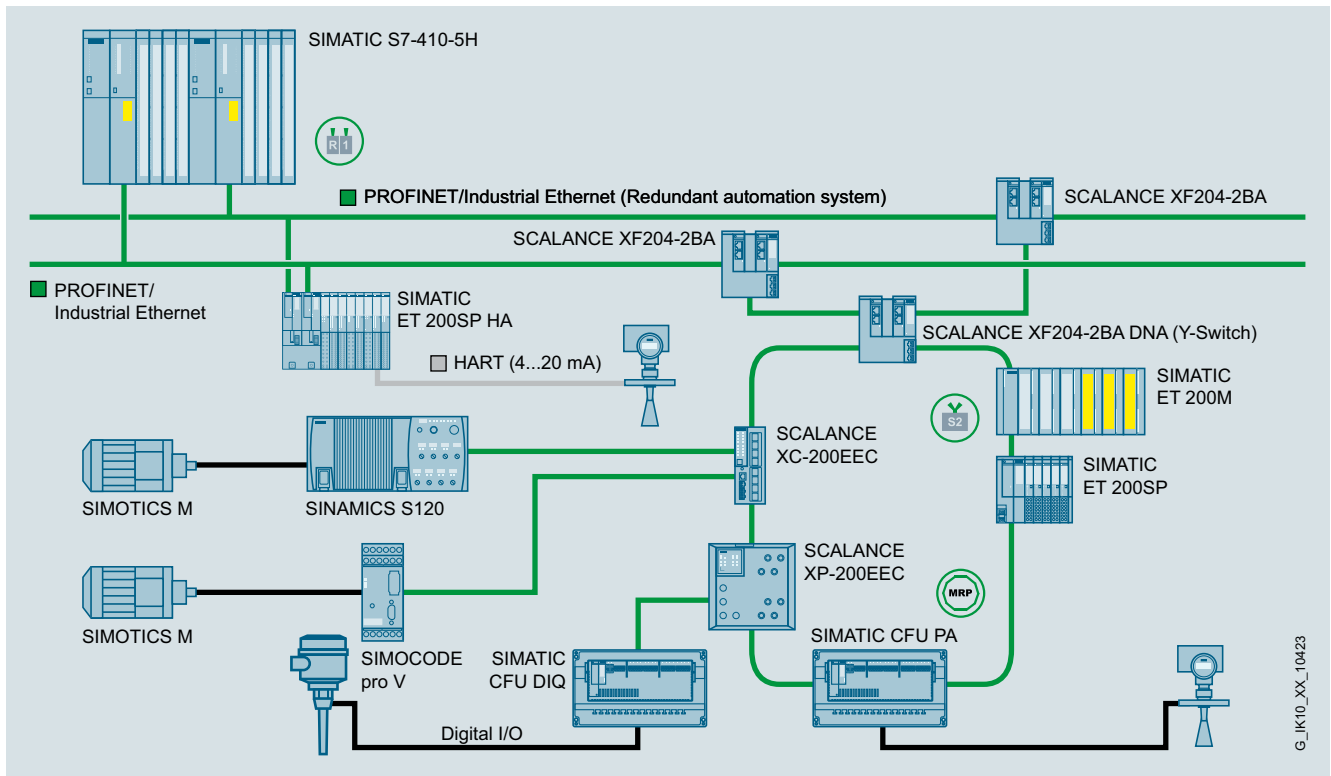 SIMATIC S7-410-5H
R 1
PROFINET/Industrial Ethernet (Redundant automation system)
SCALANCE XF204-2BA
SCALANCE XF204-2BA
PROFINET/
Industrial Ethernet
SIMATIC
ET 200SP HA
SCALANCE XF204-2BA DNA (Y-Switch)
HART (4...20 mA)
SIMATIC
ET 200M
S2
SCALANCE
XC-200EEC
SIMATIC
ET 200SP
SIMOTICS M
SINAMICS S120
SCALANCE
XP-200EEC
MRP
SIMOTICS M
SIMATIC CFU PA
SIMOCODE
pro V
SIMATIC
CFU DIQ
Digital I/O
G_IK10_XX_10423